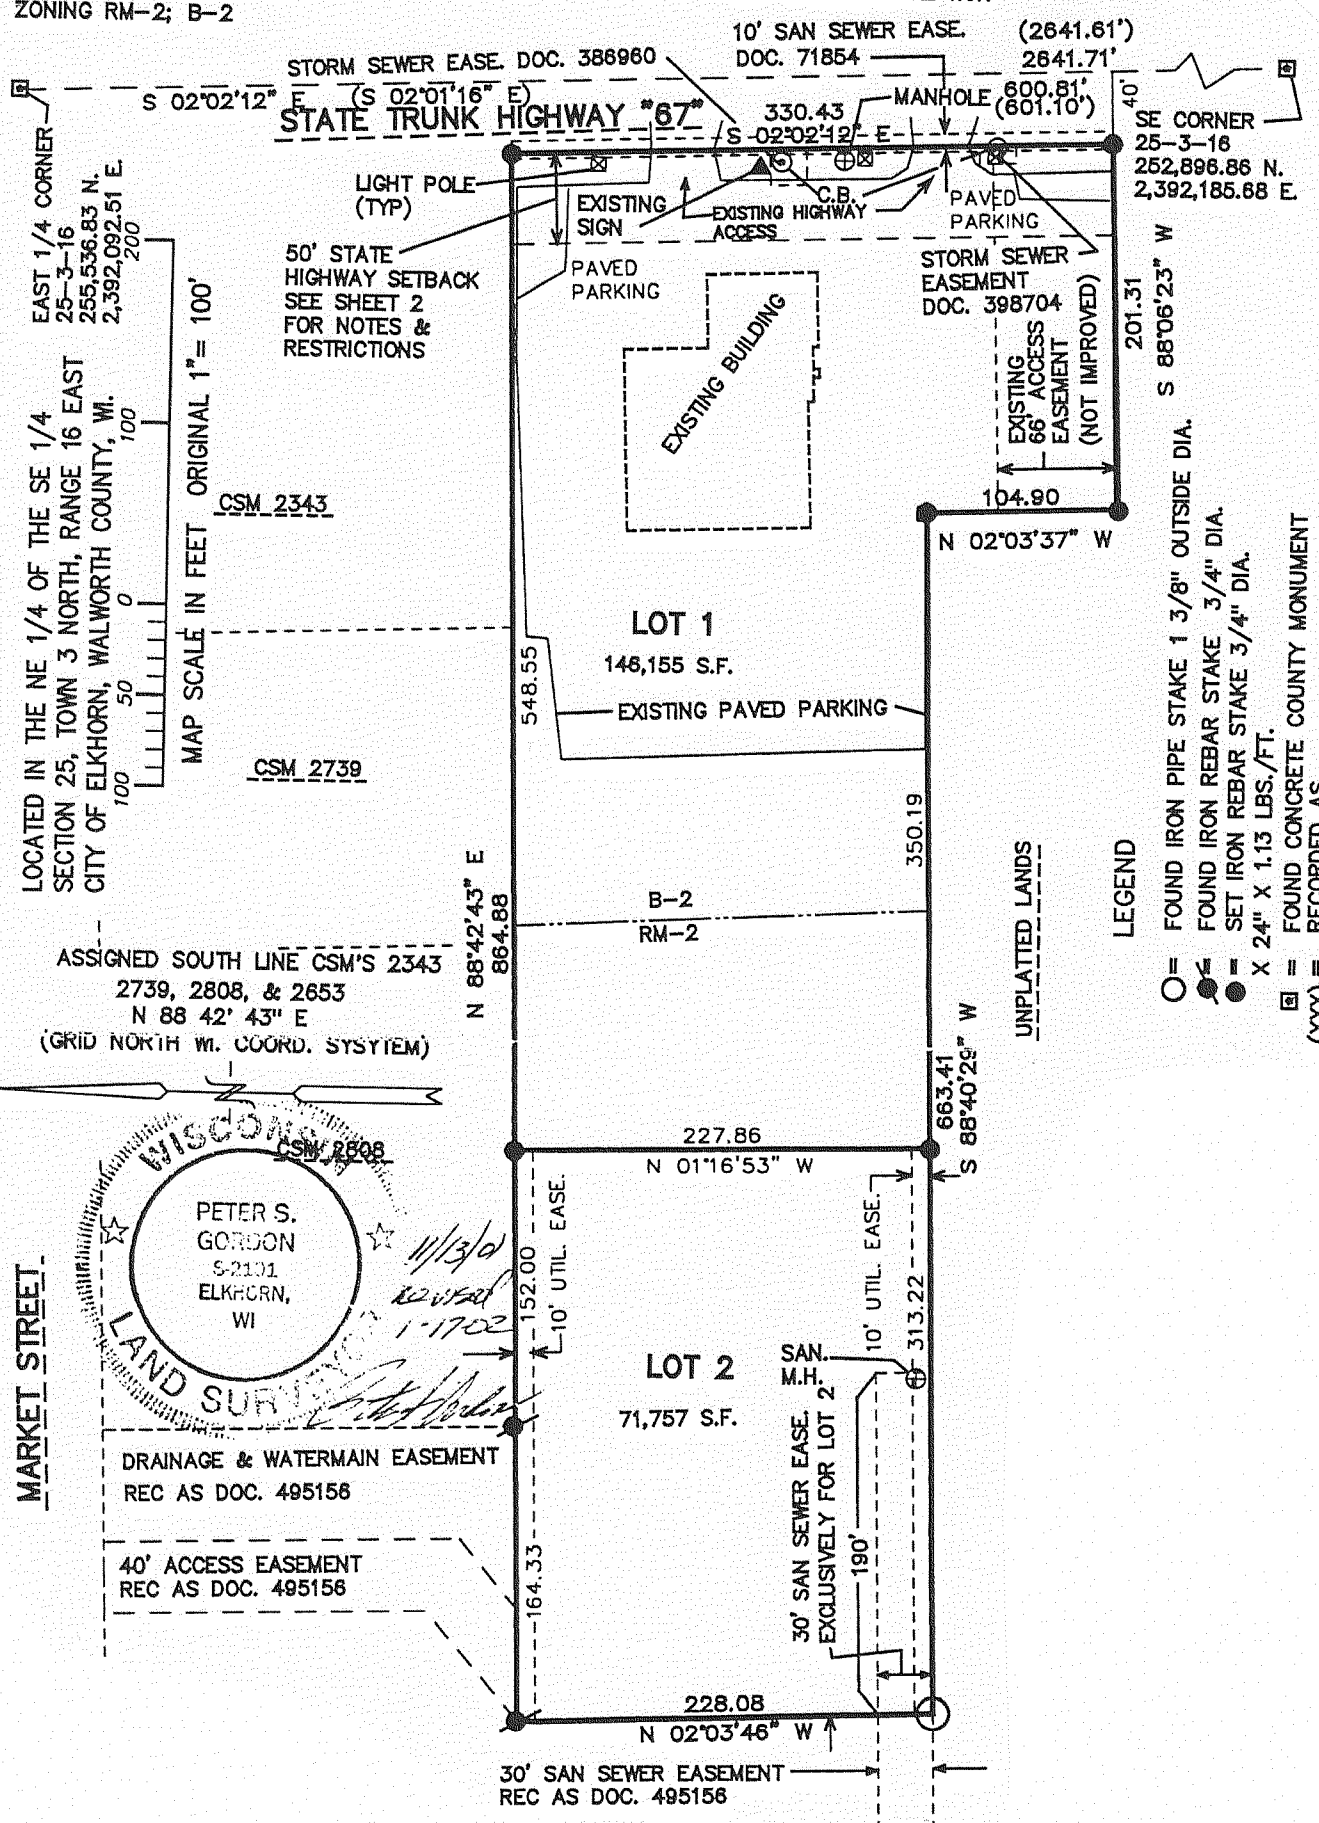 ZONING RM-2; B-2
10' SAN SEWER EASE.
DOC. 71854
(2641.61')
2641.71'
STORM SEWER EASE. DOC. 386960
S 02°02'12" E
(S 02°01'16" E)
STATE TRUNK HIGHWAY "67"
330.43
S 02°02'12" E
MANHOLE
600.81'
(601.10')
40'
SE CORNER
25-3-16
252,896.86 N.
2,392,185.68 E.
EAST 1/4 CORNER
25-3-16
255,536.83 N.
2,392,092.51 E.
LIGHT POLE
(TYP)
EXISTING
SIGN
C.B.
EXISTING HIGHWAY
ACCESS
PAVED
PARKING
50' STATE
HIGHWAY SETBACK
SEE SHEET 2
FOR NOTES &
RESTRICTIONS
PAVED
PARKING
STORM SEWER
EASEMENT
DOC. 398704
EXISTING BUILDING
EXISTING
66' ACCESS
EASEMENT
(NOT IMPROVED)
201.31
S 88°06'23" W
LOCATED IN THE NE 1/4 OF THE SE 1/4
SECTION 25, TOWN 3 NORTH, RANGE 16 EAST
CITY OF ELKHORN, WALWORTH COUNTY, WI.
200
100
0
50
100
MAP SCALE IN FEET ORIGINAL 1"= 100'
CSM 2343
104.90
N 02°03'37" W
LOT 1
146,155 S.F.
548.55
EXISTING PAVED PARKING
CSM 2739
350.19
B-2
RM-2
N 88°42'43" E
864.88
UNPLATTED LANDS
LEGEND
= FOUND IRON PIPE STAKE 1 3/8" OUTSIDE DIA.
= FOUND IRON REBAR STAKE 3/4" DIA.
= SET IRON REBAR STAKE 3/4" DIA.
X 24" X 1.13 LBS./FT.
= FOUND CONCRETE COUNTY MONUMENT
(XXX) = RECORDED AS
ASSIGNED SOUTH LINE CSM'S 2343
2739, 2808, & 2653
N 88 42' 43" E
(GRID NORTH WI. COORD. SYSYTEM)
663.41
S 88°40'29" W
CSM 2808
227.86
N 01°16'53" W
WISCONSIN
PETER S.
GORDON
S-2101
ELKHORN,
WI
LAND SURVEYOR
11/13/01
REVISED
1-17-02
152.00
10' UTIL. EASE.
10' UTIL. EASE.
313.22
MARKET STREET
LOT 2
71,757 S.F.
SAN.
M.H.
30' SAN SEWER EASE.
EXCLUSIVELY FOR LOT 2
190'
DRAINAGE & WATERMAIN EASEMENT
REC AS DOC. 495156
40' ACCESS EASEMENT
REC AS DOC. 495156
164.33
228.08
N 02°03'46" W
30' SAN SEWER EASEMENT
REC AS DOC. 495156